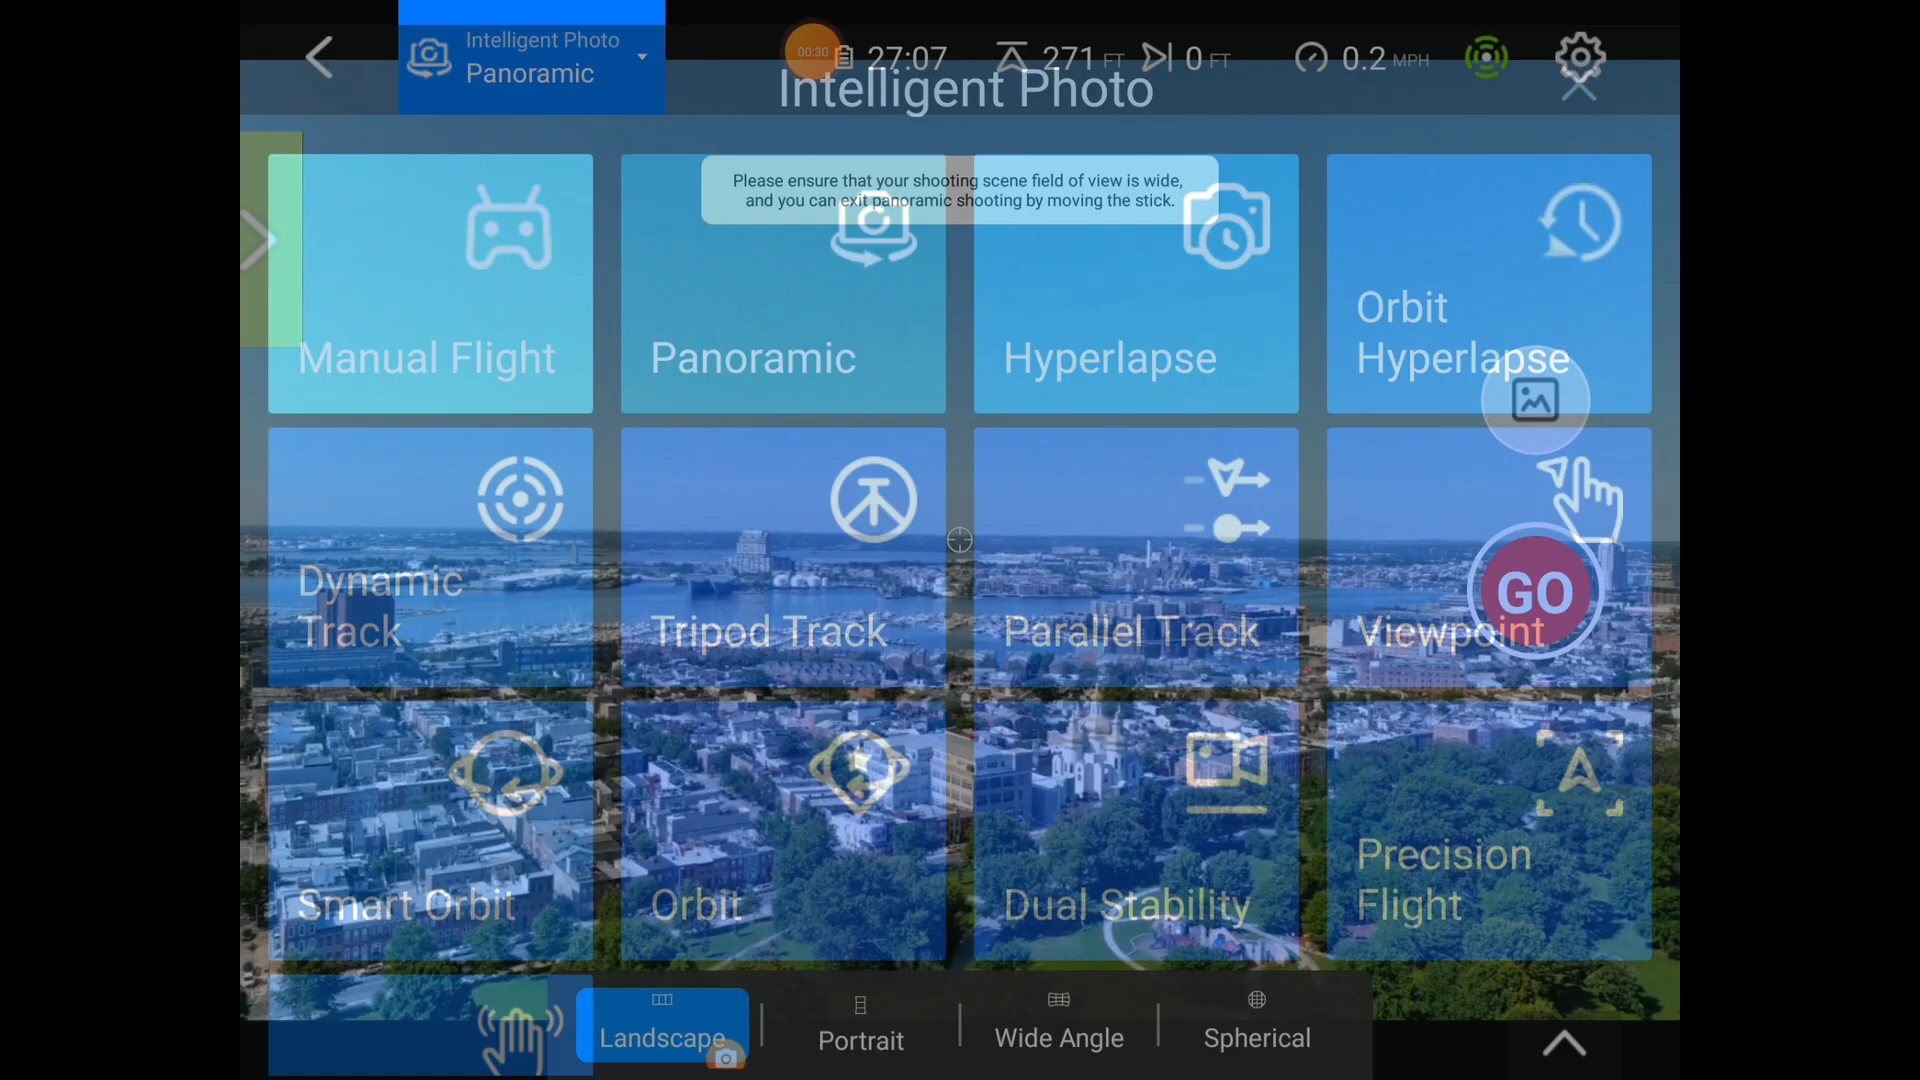 Intelligent Photo
Panoramic
00:30
27:07
271 FT
0 FT
0.2 MPH
Intelligent Photo
Please ensure that your shooting scene field of view is wide,
and you can exit panoramic shooting by moving the stick.
Manual Flight
Panoramic
Hyperlapse
Orbit
Hyperlapse
Dynamic
Track
Tripod Track
Parallel Track
Viewpoint
GO
Smart Orbit
Orbit
Dual Stability
Precision
Flight
Landscape
Portrait
Wide Angle
Spherical